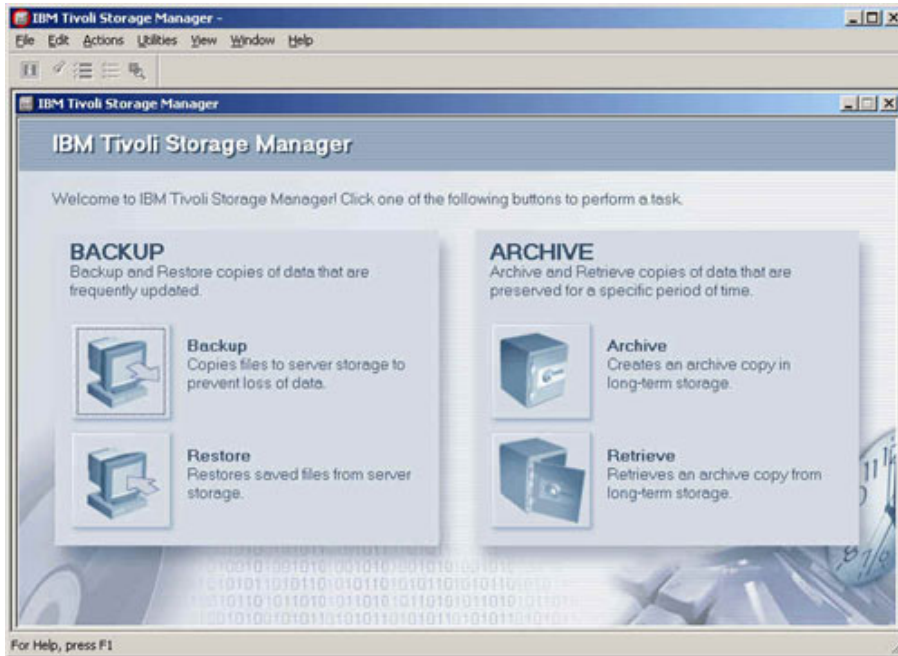 IBM Tivoli Storage Manager -
File Edit Actions Utilities View Window Help
IBM Tivoli Storage Manager
IBM Tivoli Storage Manager
Welcome to IBM Tivoli Storage Manager! Click one of the following buttons to perform a task.
BACKUP
Backup and Restore copies of data that are
frequently updated.
Backup
Copies files to server storage to
prevent loss of data.
Restore
Restores saved files from server
storage.
ARCHIVE
Archive and Retrieve copies of data that are
preserved for a specific period of time.
Archive
Creates an archive copy in
long-term storage.
Retrieve
Retrieves an archive copy from
long-term storage.
For Help, press F1